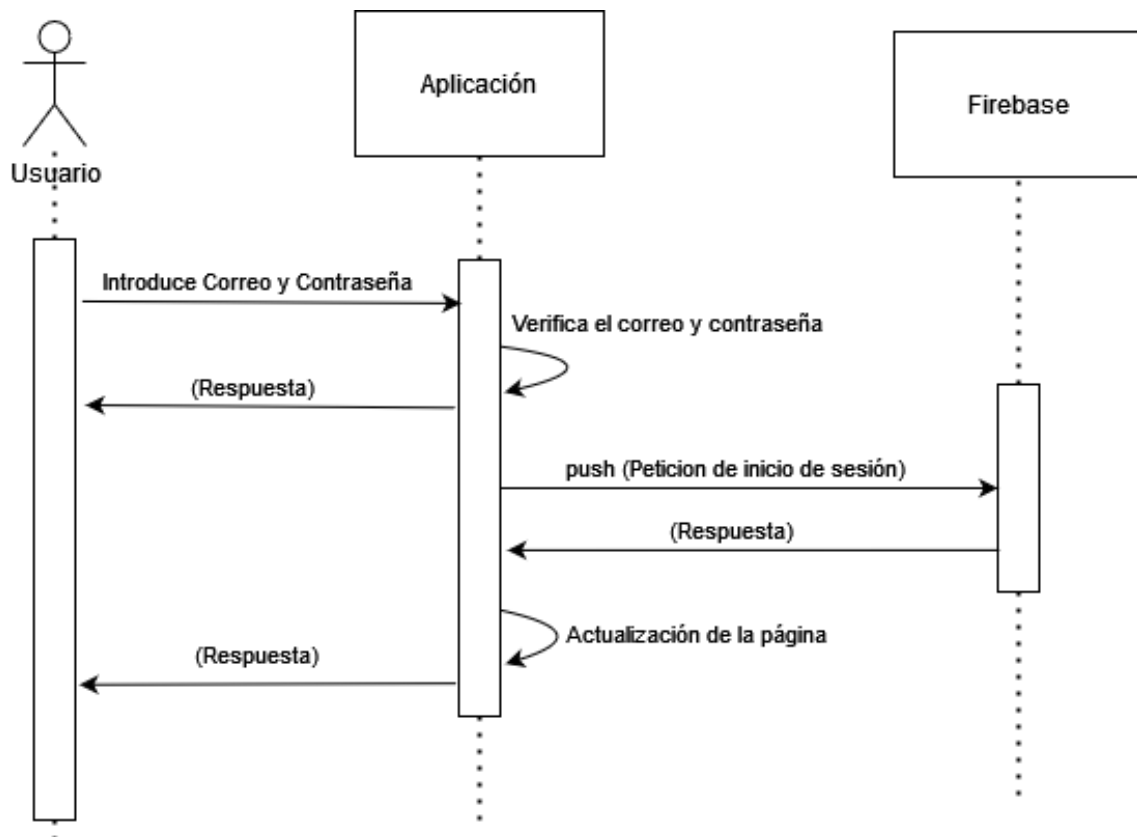 Aplicación
Firebase
Usuario
Introduce Correo y Contraseña
Verifica el correo y contraseña
(Respuesta)
push (Peticion de inicio de sesión)
(Respuesta)
Actualización de la página
(Respuesta)